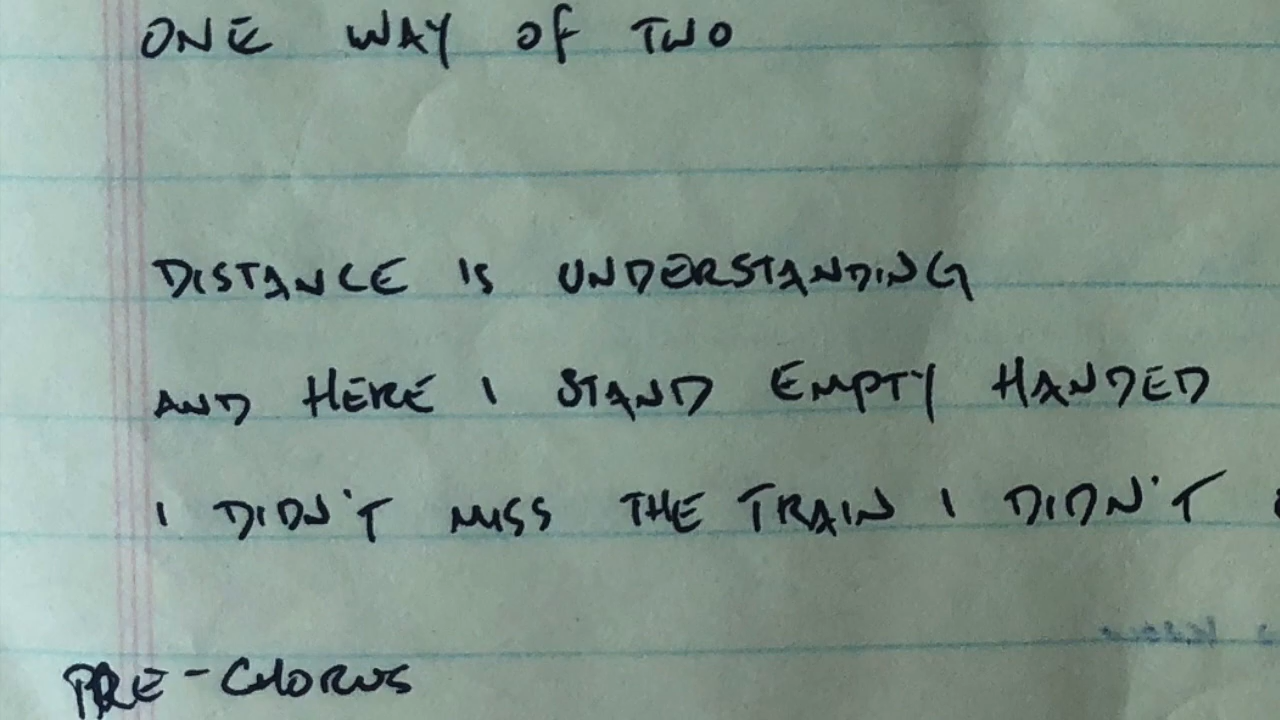 ONE WAY OF TWO
DISTANCE IS UNDERSTANDING
AND HERE I STAND EMPTY HANDED
I DIDN'T MISS THE TRAIN I DIDN'T
PRE-CHORUS